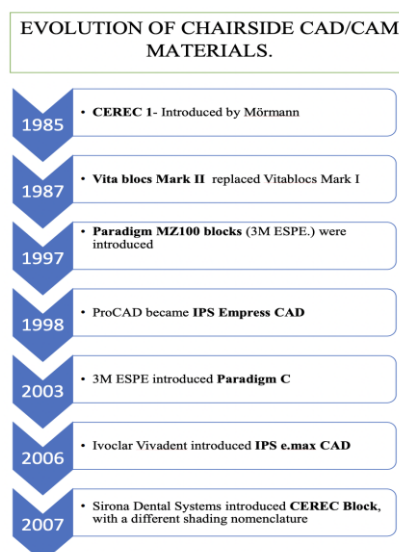 EVOLUTION OF CHAIRSIDE CAD/CAM
MATERIALS.
1985
• CEREC 1- Introduced by Mörmann
1987
• Vita blocs Mark II replaced Vitablocs Mark I
1997
• Paradigm MZ100 blocks (3M ESPE.) were
introduced
1998
• ProCAD became IPS Empress CAD
2003
• 3M ESPE introduced Paradigm C
2006
• Ivoclar Vivadent introduced IPS e.max CAD
2007
• Sirona Dental Systems introduced CEREC Block,
with a different shading nomenclature